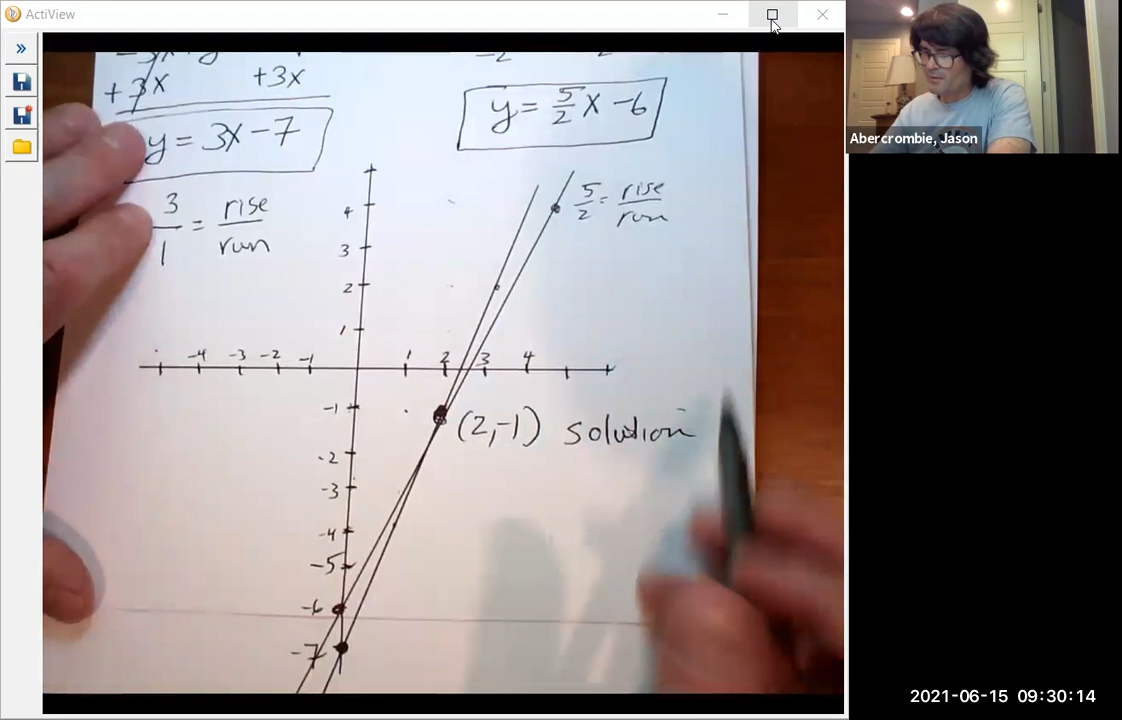 ActiView
+3x +3x
y = 3x - 7
y = 5/2 x - 6
3/1 = rise/run
5/2 = rise/run
4
3
2
1
-4 -3 -2 -1 1 2 3 4
-1
(2,-1) solution
-2
-3
-4
-5
-6
-7
Abercrombie, Jason
2021-06-15 09:30:14